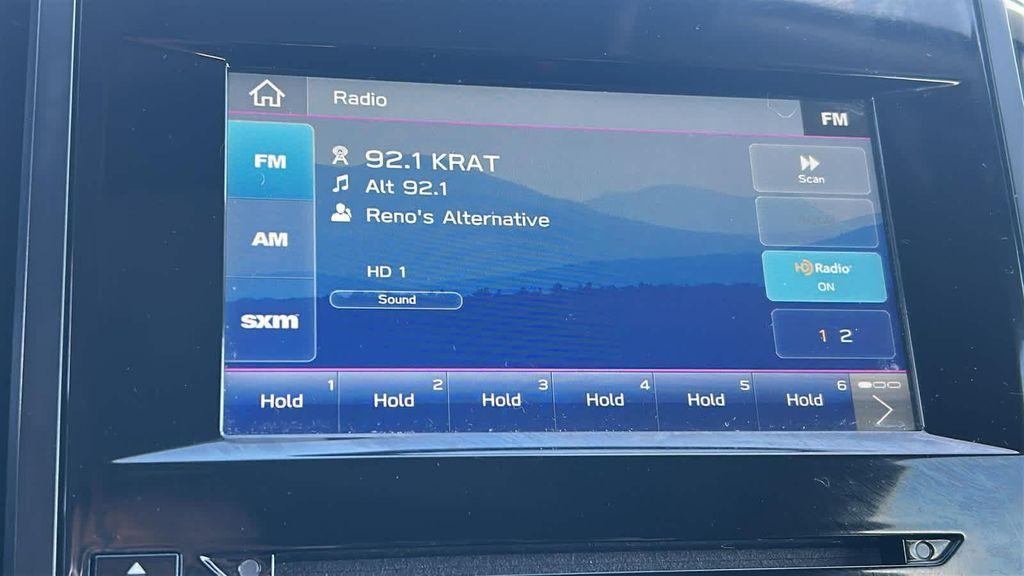 Radio
FM
FM
AM
sxm
92.1 KRAT
Alt 92.1
Reno's Alternative
HD 1
Sound
Scan
HD Radio
ON
1 2
1
Hold
2
Hold
3
Hold
4
Hold
5
Hold
6
Hold